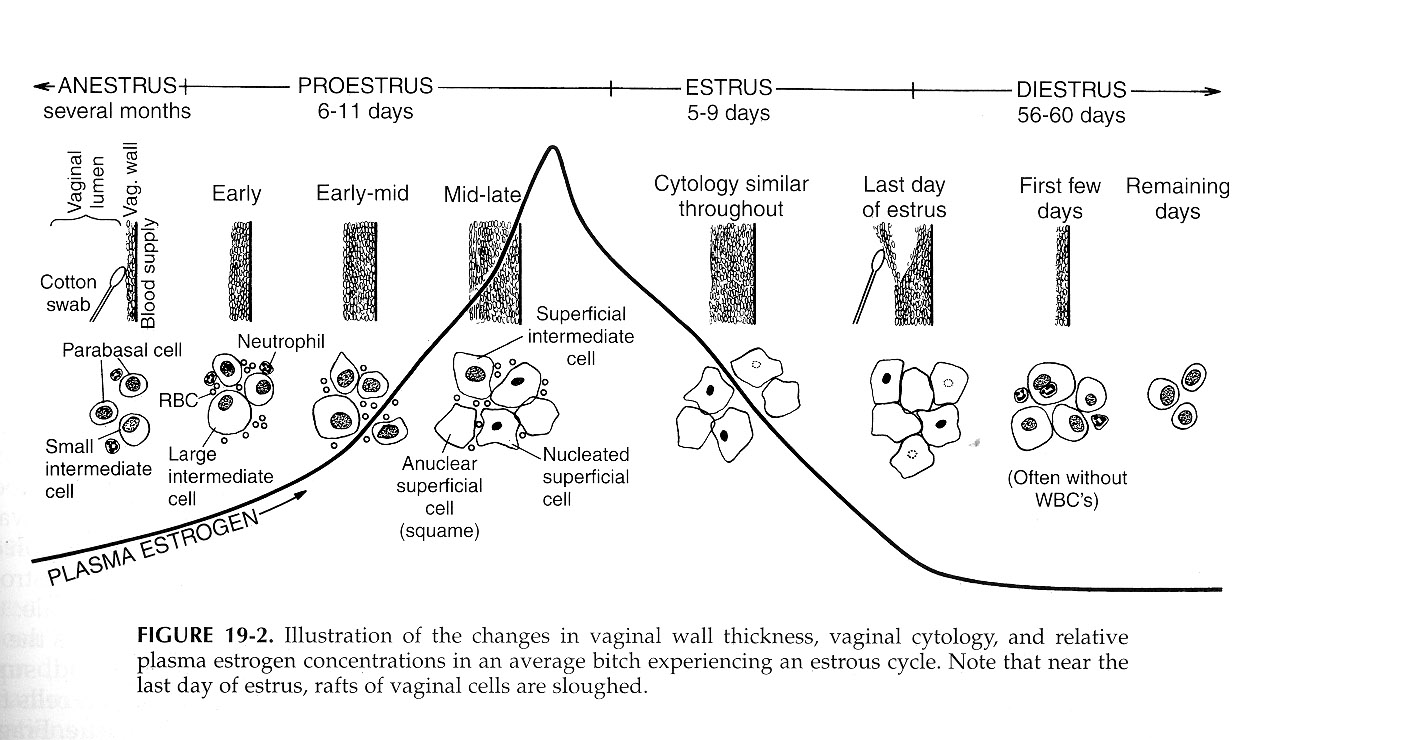 ANESTRUS
several months
PROESTRUS
6-11 days
ESTRUS
5-9 days
DIESTRUS
56-60 days
Vaginal
lumen
Vag. wall
Blood supply
Cotton
swab
Early
Early-mid
Mid-late
Cytology similar
throughout
Last day
of estrus
First few
days
Remaining
days
Parabasal cell
Small
intermediate
cell
Neutrophil
RBC
Large
intermediate
cell
Superficial
intermediate
cell
Anuclear
superficial
cell
(squame)
Nucleated
superficial
cell
(Often without
WBC's)
PLASMA ESTROGEN
FIGURE 19-2. Illustration of the changes in vaginal wall thickness, vaginal cytology, and relative
plasma estrogen concentrations in an average bitch experiencing an estrous cycle. Note that near the
last day of estrus, rafts of vaginal cells are sloughed.